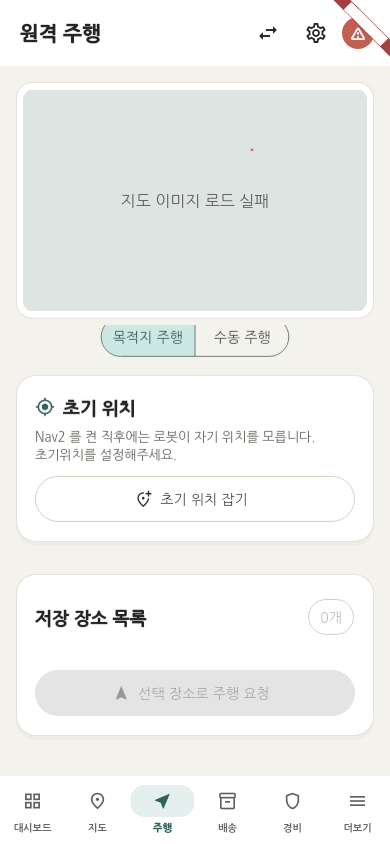 원격 주행
지도 이미지 로드 실패
목적지 주행
수동 주행
초기 위치
Nav2 를 켠 직후에는 로봇이 자기 위치를 모릅니다.
초기위치를 설정해주세요.
초기 위치 잡기
저장 장소 목록
0개
선택 장소로 주행 요청
대시보드
지도
주행
배송
경비
더보기